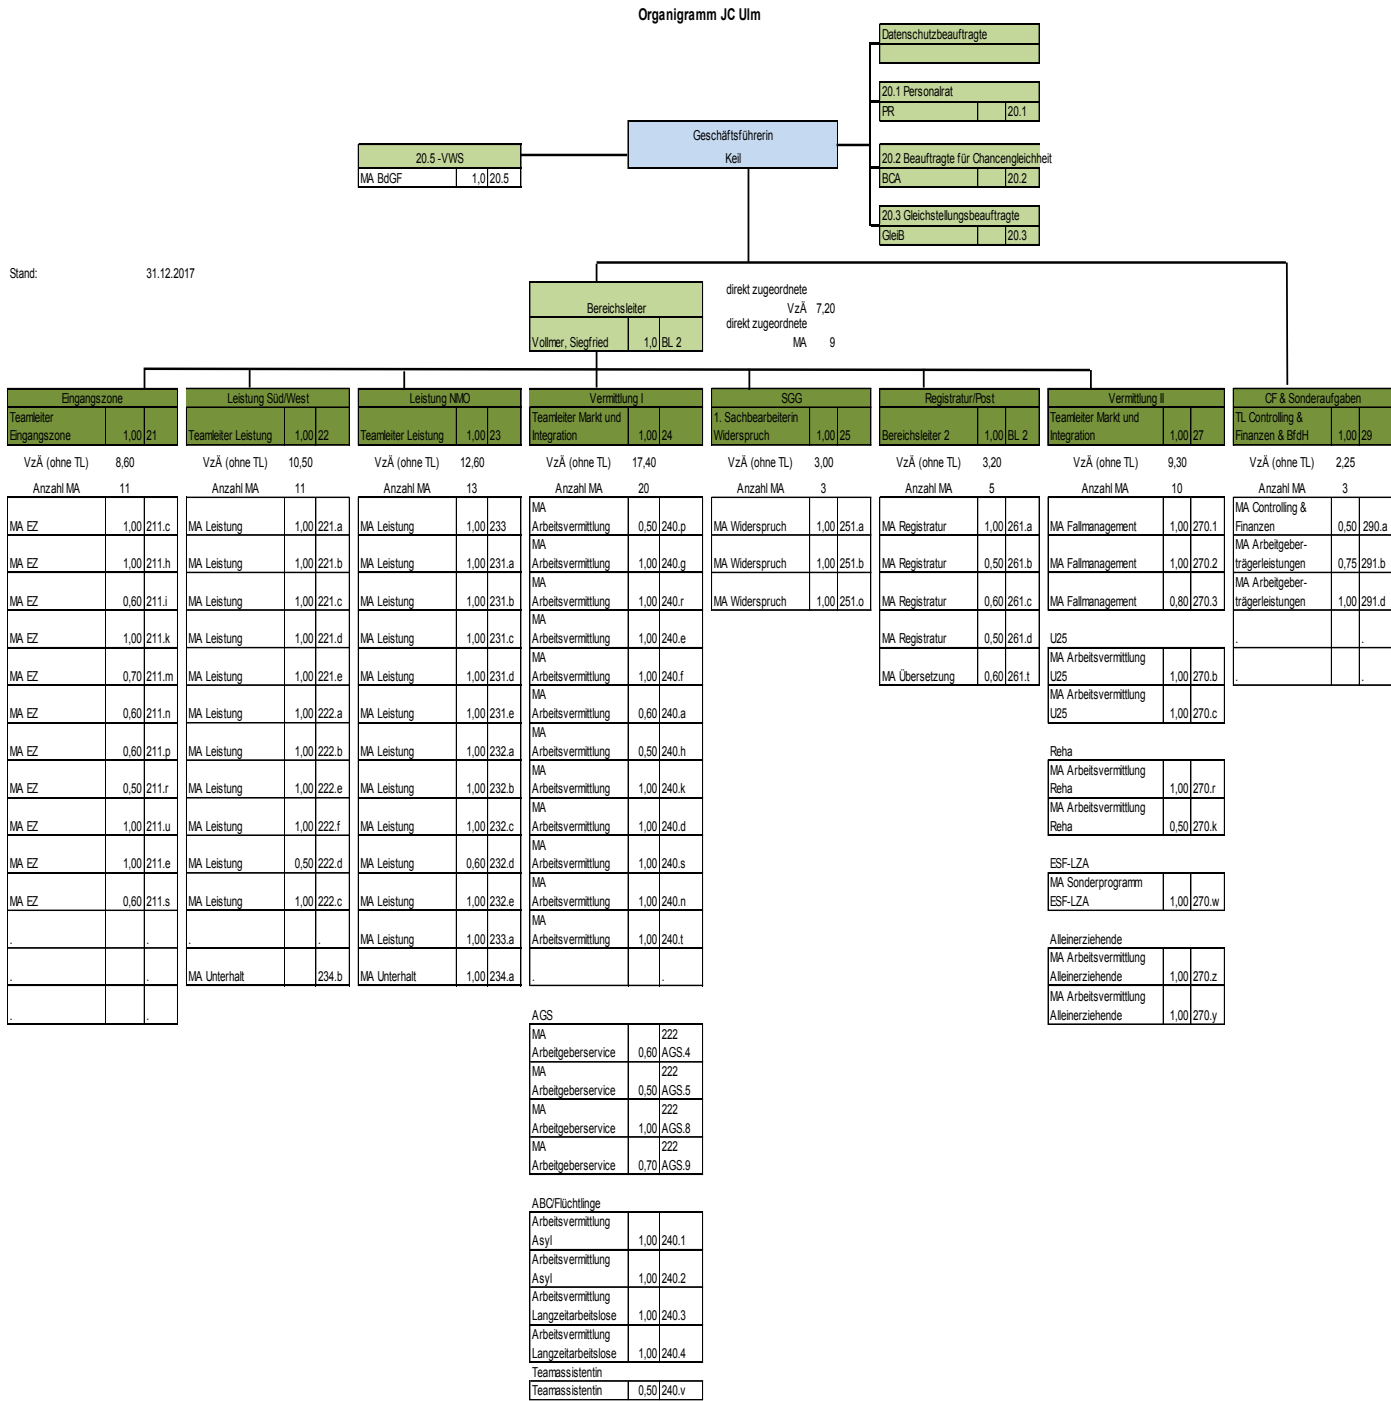 Organigramm JC Ulm
Datenschutzbeauftragte
20.1 Personalrat
PR 20.1
Geschäftsführerin
Keil
20.5 -VWS
MA BdGF 1,0 20.5
20.2 Beauftragte für Chancengleichheit
BCA 20.2
20.3 Gleichstellungsbeauftragte
GleiB 20.3
Stand: 31.12.2017
Bereichsleiter
Vollmer, Siegfried 1,0 BL 2
direkt zugeordnete
VzÄ 7,20
direkt zugeordnete
MA 9
Eingangszone
Teamleiter
Eingangszone 1,00 21
VzÄ (ohne TL) 8,60
Anzahl MA 11
MA EZ 1,00 211.c
MA EZ 1,00 211.h
MA EZ 0,60 211.i
MA EZ 1,00 211.k
MA EZ 0,70 211.m
MA EZ 0,60 211.n
MA EZ 0,60 211.p
MA EZ 0,50 211.r
MA EZ 1,00 211.u
MA EZ 1,00 211.e
MA EZ 0,60 211.s
. .
. .
. .
Leistung Süd/West
Teamleiter Leistung 1,00 22
VzÄ (ohne TL) 10,50
Anzahl MA 11
MA Leistung 1,00 221.a
MA Leistung 1,00 221.b
MA Leistung 1,00 221.c
MA Leistung 1,00 221.d
MA Leistung 1,00 221.e
MA Leistung 1,00 222.a
MA Leistung 1,00 222.b
MA Leistung 1,00 222.e
MA Leistung 1,00 222.f
MA Leistung 0,50 222.d
MA Leistung 1,00 222.c
. .
MA Unterhalt 234.b
Leistung NMO
Teamleiter Leistung 1,00 23
VzÄ (ohne TL) 12,60
Anzahl MA 13
MA Leistung 1,00 233
MA Leistung 1,00 231.a
MA Leistung 1,00 231.b
MA Leistung 1,00 231.c
MA Leistung 1,00 231.d
MA Leistung 1,00 231.e
MA Leistung 1,00 232.a
MA Leistung 1,00 232.b
MA Leistung 1,00 232.c
MA Leistung 0,60 232.d
MA Leistung 1,00 232.e
MA Leistung 1,00 233.a
MA Unterhalt 1,00 234.a
Vermittlung I
Teamleiter Markt und
Integration 1,00 24
VzÄ (ohne TL) 17,40
Anzahl MA 20
MA
Arbeitsvermittlung 0,50 240.p
MA
Arbeitsvermittlung 1,00 240.g
MA
Arbeitsvermittlung 1,00 240.r
MA
Arbeitsvermittlung 1,00 240.e
MA
Arbeitsvermittlung 1,00 240.f
MA
Arbeitsvermittlung 0,60 240.a
MA
Arbeitsvermittlung 0,50 240.h
MA
Arbeitsvermittlung 1,00 240.k
MA
Arbeitsvermittlung 1,00 240.d
MA
Arbeitsvermittlung 1,00 240.s
MA
Arbeitsvermittlung 1,00 240.n
MA
Arbeitsvermittlung 1,00 240.t
. .
AGS
MA 222
Arbeitgeberservice 0,60 AGS.4
MA 222
Arbeitgeberservice 0,50 AGS.5
MA 222
Arbeitgeberservice 1,00 AGS.8
MA 222
Arbeitgeberservice 0,70 AGS.9
ABC/Flüchtlinge
Arbeitsvermittlung
Asyl 1,00 240.1
Arbeitsvermittlung
Asyl 1,00 240.2
Arbeitsvermittlung
Langzeitarbeitslose 1,00 240.3
Arbeitsvermittlung
Langzeitarbeitslose 1,00 240.4
Teamassistentin
Teamassistentin 0,50 240.v
SGG
1. Sachbearbeiterin
Widerspruch 1,00 25
VzÄ (ohne TL) 3,00
Anzahl MA 3
MA Widerspruch 1,00 251.a
MA Widerspruch 1,00 251.b
MA Widerspruch 1,00 251.o
Registratur/Post
Bereichsleiter 2 1,00 BL 2
VzÄ (ohne TL) 3,20
Anzahl MA 5
MA Registratur 1,00 261.a
MA Registratur 0,50 261.b
MA Registratur 0,60 261.c
MA Registratur 0,50 261.d
MA Übersetzung 0,60 261.t
Vermittlung II
Teamleiter Markt und
Integration 1,00 27
VzÄ (ohne TL) 9,30
Anzahl MA 10
MA Fallmanagement 1,00 270.1
MA Fallmanagement 1,00 270.2
MA Fallmanagement 0,80 270.3
U25
MA Arbeitsvermittlung
U25 1,00 270.b
MA Arbeitsvermittlung
U25 1,00 270.c
Reha
MA Arbeitsvermittlung
Reha 1,00 270.r
MA Arbeitsvermittlung
Reha 0,50 270.k
ESF-LZA
MA Sonderprogramm
ESF-LZA 1,00 270.w
Alleinerziehende
MA Arbeitsvermittlung
Alleinerziehende 1,00 270.z
MA Arbeitsvermittlung
Alleinerziehende 1,00 270.y
CF & Sonderaufgaben
TL Controlling &
Finanzen & BfdH 1,00 29
VzÄ (ohne TL) 2,25
Anzahl MA 3
MA Controlling &
Finanzen 0,50 290.a
MA Arbeitgeber-
trägerleistungen 0,75 291.b
MA Arbeitgeber-
trägerleistungen 1,00 291.d
. .
. .